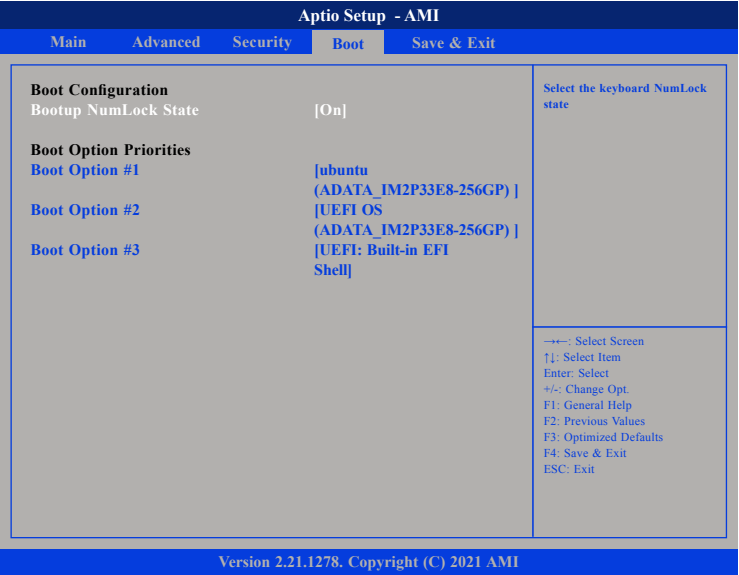 Aptio Setup - AMI
Main Advanced Security Boot Save & Exit
Boot Configuration
Bootup NumLock State [On]
Boot Option Priorities
Boot Option #1 [ubuntu
(ADATA_IM2P33E8-256GP) ]
Boot Option #2 [UEFI OS
(ADATA_IM2P33E8-256GP) ]
Boot Option #3 [UEFI: Built-in EFI
Shell]
Select the keyboard NumLock
state
→←: Select Screen
↑↓: Select Item
Enter: Select
+/-: Change Opt.
F1: General Help
F2: Previous Values
F3: Optimized Defaults
F4: Save & Exit
ESC: Exit
Version 2.21.1278. Copyright (C) 2021 AMI